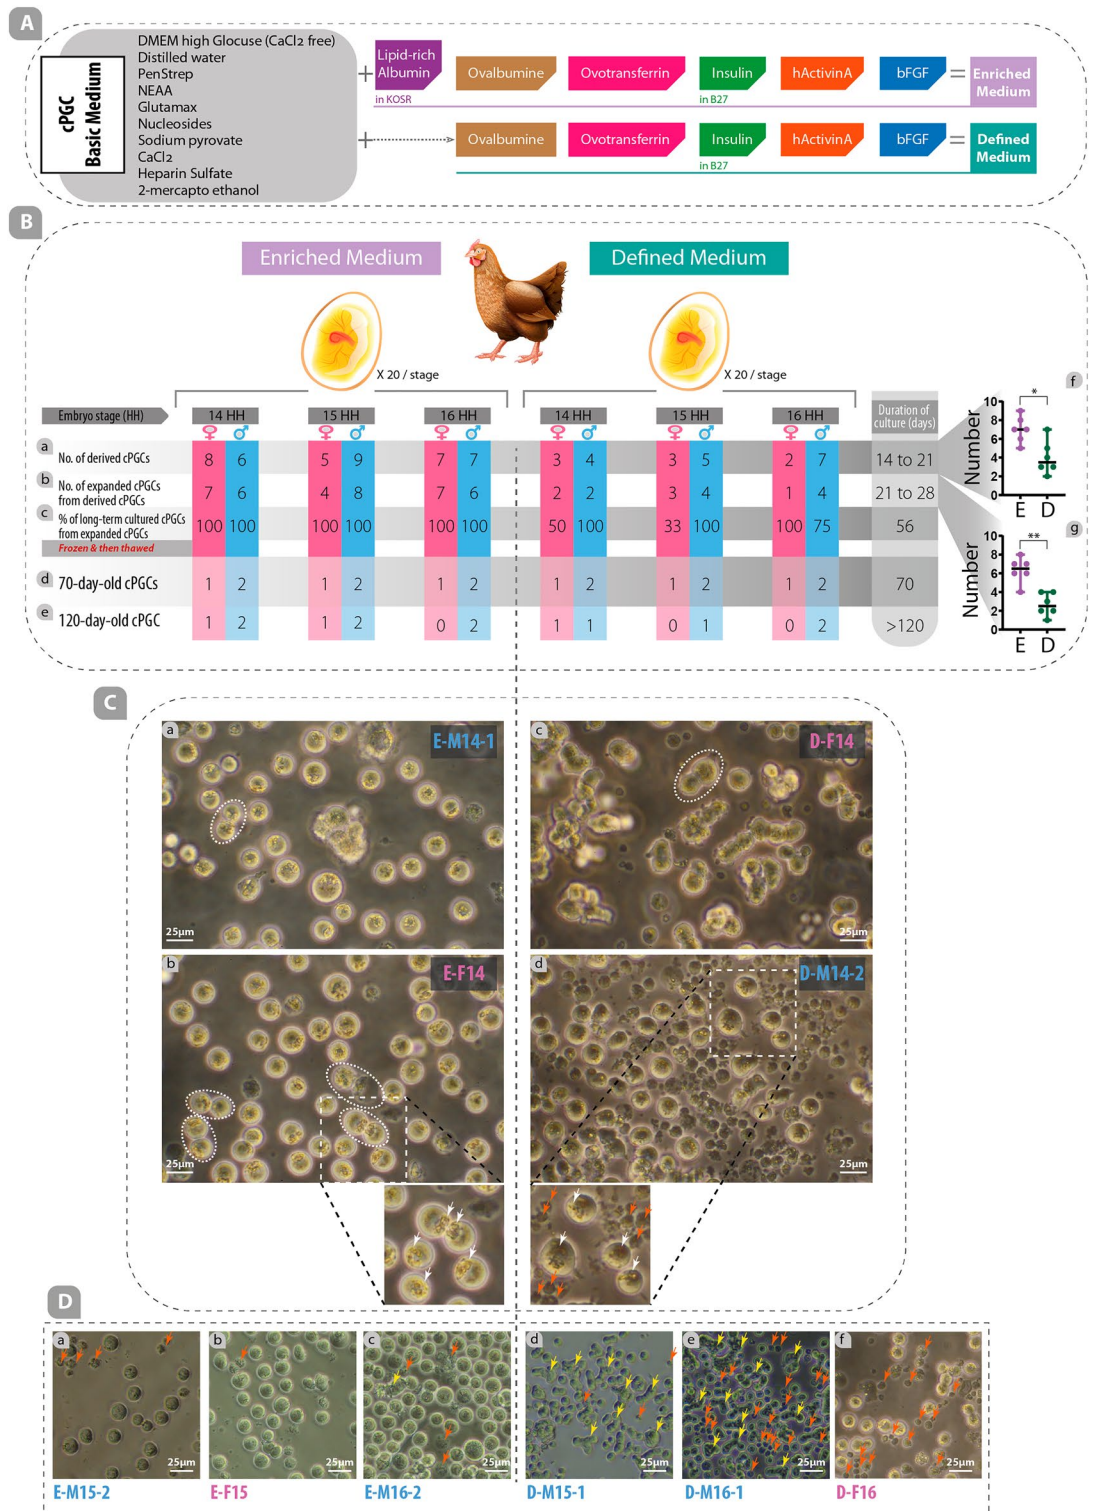 A
cPGC
Basic Medium
DMEM high Glocuse (CaCl2 free)
Distilled water
PenStrep
NEAA
Glutamax
Nucleosides
Sodium pyrovate
CaCl2
Heparin Sulfate
2-mercapto ethanol
+ Lipid-rich
Albumin
in KOSR
Ovalbumine
Ovotransferrin
Insulin
in B27
hActivinA
bFGF
=
Enriched
Medium
+
Ovalbumine
Ovotransferrin
Insulin
in B27
hActivinA
bFGF
=
Defined
Medium
B
Enriched Medium
Defined Medium
X 20 / stage
X 20 / stage
Embryo stage (HH) 14 HH 15 HH 16 HH 14 HH 15 HH 16 HH Duration of
culture (days)
♀ ♂ ♀ ♂ ♀ ♂ ♀ ♂ ♀ ♂ ♀ ♂
a No. of derived cPGCs 8 6 5 9 7 7 3 4 3 5 2 7 14 to 21
b No. of expanded cPGCs
from derived cPGCs 7 6 4 8 7 6 2 2 3 4 1 4 21 to 28
c % of long-term cultured cPGCs
from expanded cPGCs 100 100 100 100 100 100 50 100 33 100 100 75 56
Frozen & then thawed
d 70-day-old cPGCs 1 2 1 2 1 2 1 2 1 2 1 2 70
e 120-day-old cPGC 1 2 1 2 0 2 1 1 0 1 0 2 >120
f
Number
10
8
6
4
2
0
*
E D
g
Number
10
8
6
4
2
0
**
E D
C
a
E-M14-1
25µm
c
D-F14
25µm
b
E-F14
25µm
d
D-M14-2
25µm
D
a
25µm
E-M15-2
b
25µm
E-F15
c
25µm
E-M16-2
d
25µm
D-M15-1
e
25µm
D-M16-1
f
25µm
D-F16